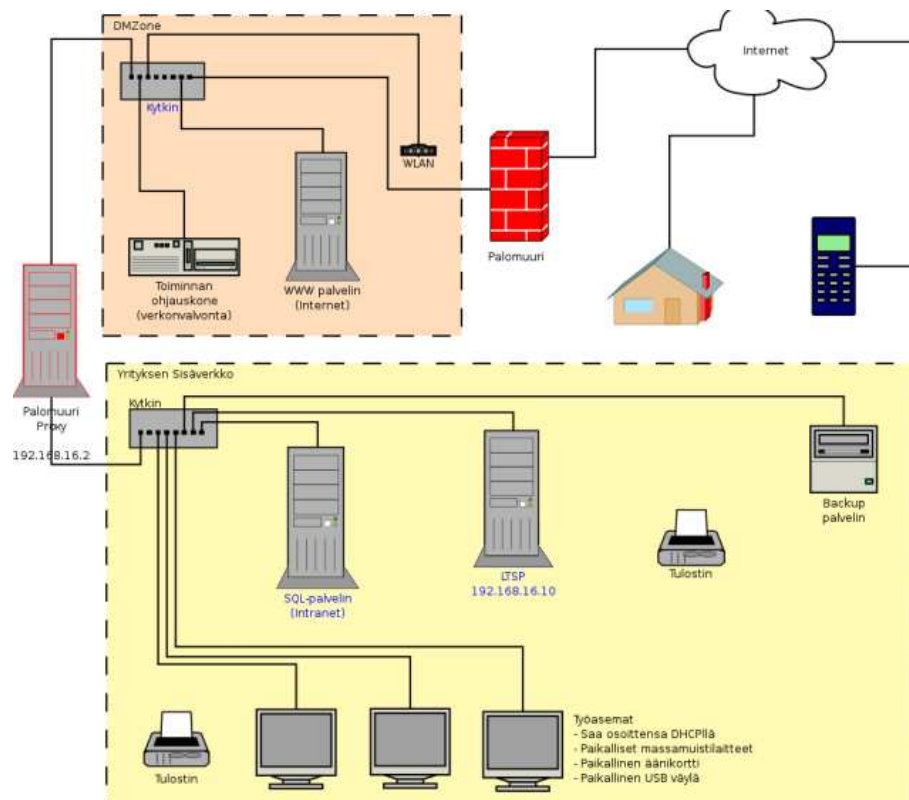 DMZone
Kytkin
WLAN
Toiminnan
ohjauskone
(verkonvalvonta)
WWW palvelin
(Internet)
Internet
Palomuuri
Palomuuri
Proxy
192.168.16.2
Yrityksen Sisäverkko
Kytkin
SQL-palvelin
(Intranet)
LTSP
192.168.16.10
Tulostin
Backup
palvelin
Tulostin
Työasemat
- Saa osoittensa DHCPllä
- Paikalliset massamuistilaitteet
- Paikallinen äänikortti
- Paikallinen USB väylä